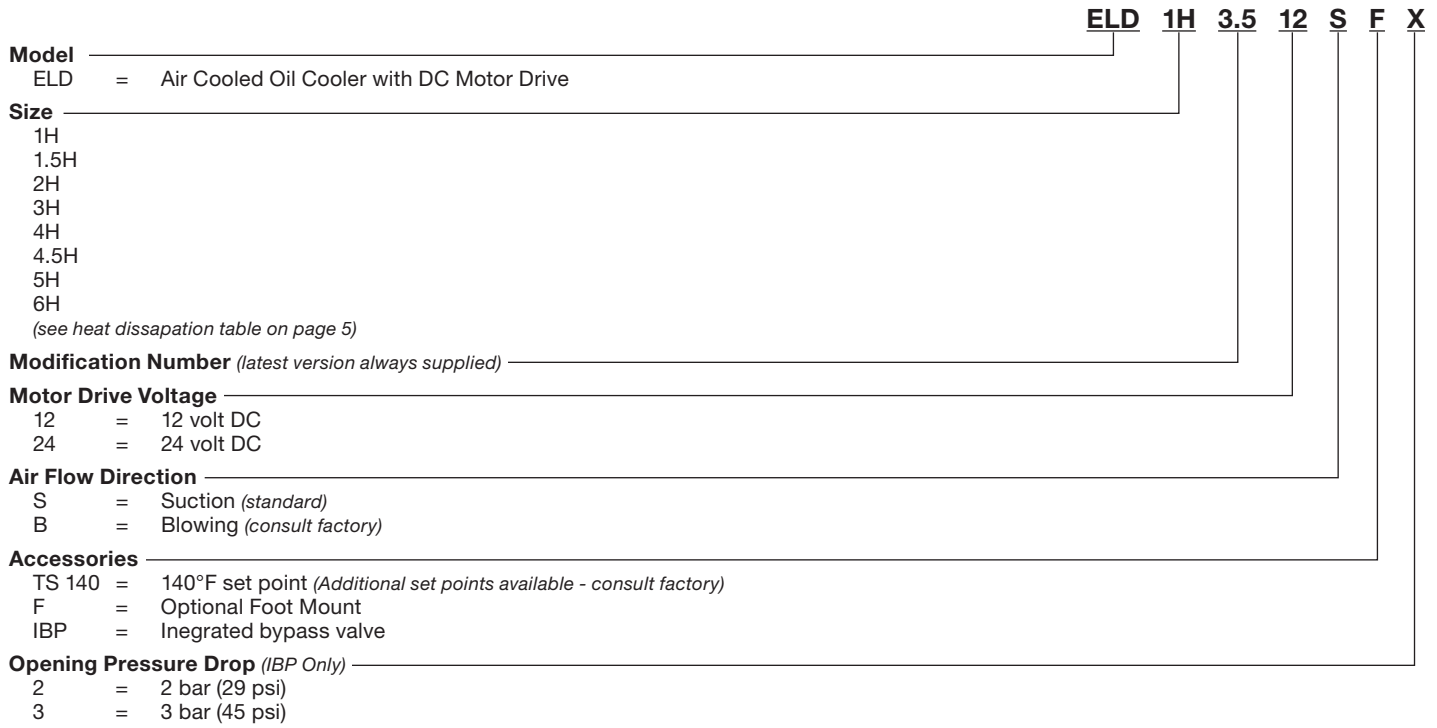 ELD 1H 3.5 12 S F X
Model
ELD = Air Cooled Oil Cooler with DC Motor Drive
Size
1H
1.5H
2H
3H
4H
4.5H
5H
6H
(see heat dissapation table on page 5)
Modification Number (latest version always supplied)
Motor Drive Voltage
12 = 12 volt DC
24 = 24 volt DC
Air Flow Direction
S = Suction (standard)
B = Blowing (consult factory)
Accessories
TS 140 = 140°F set point (Additional set points available - consult factory)
F = Optional Foot Mount
IBP = Inegrated bypass valve
Opening Pressure Drop (IBP Only)
2 = 2 bar (29 psi)
3 = 3 bar (45 psi)